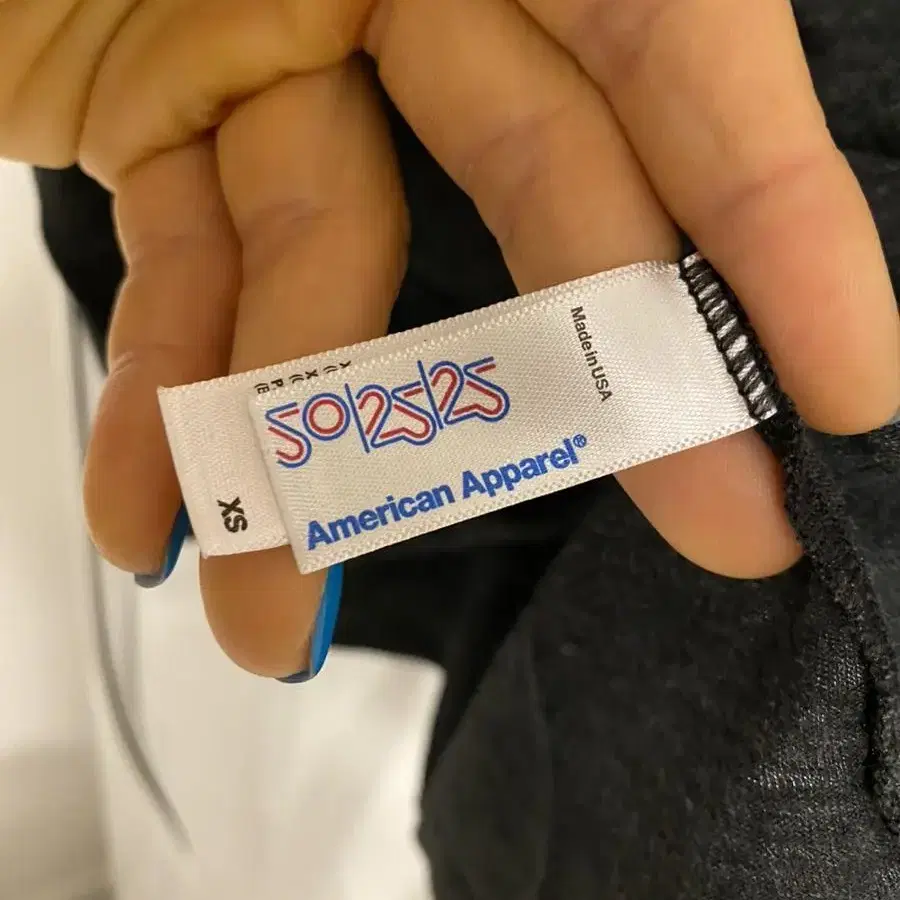 50/25/25
American Apparel®
Made in USA
XS